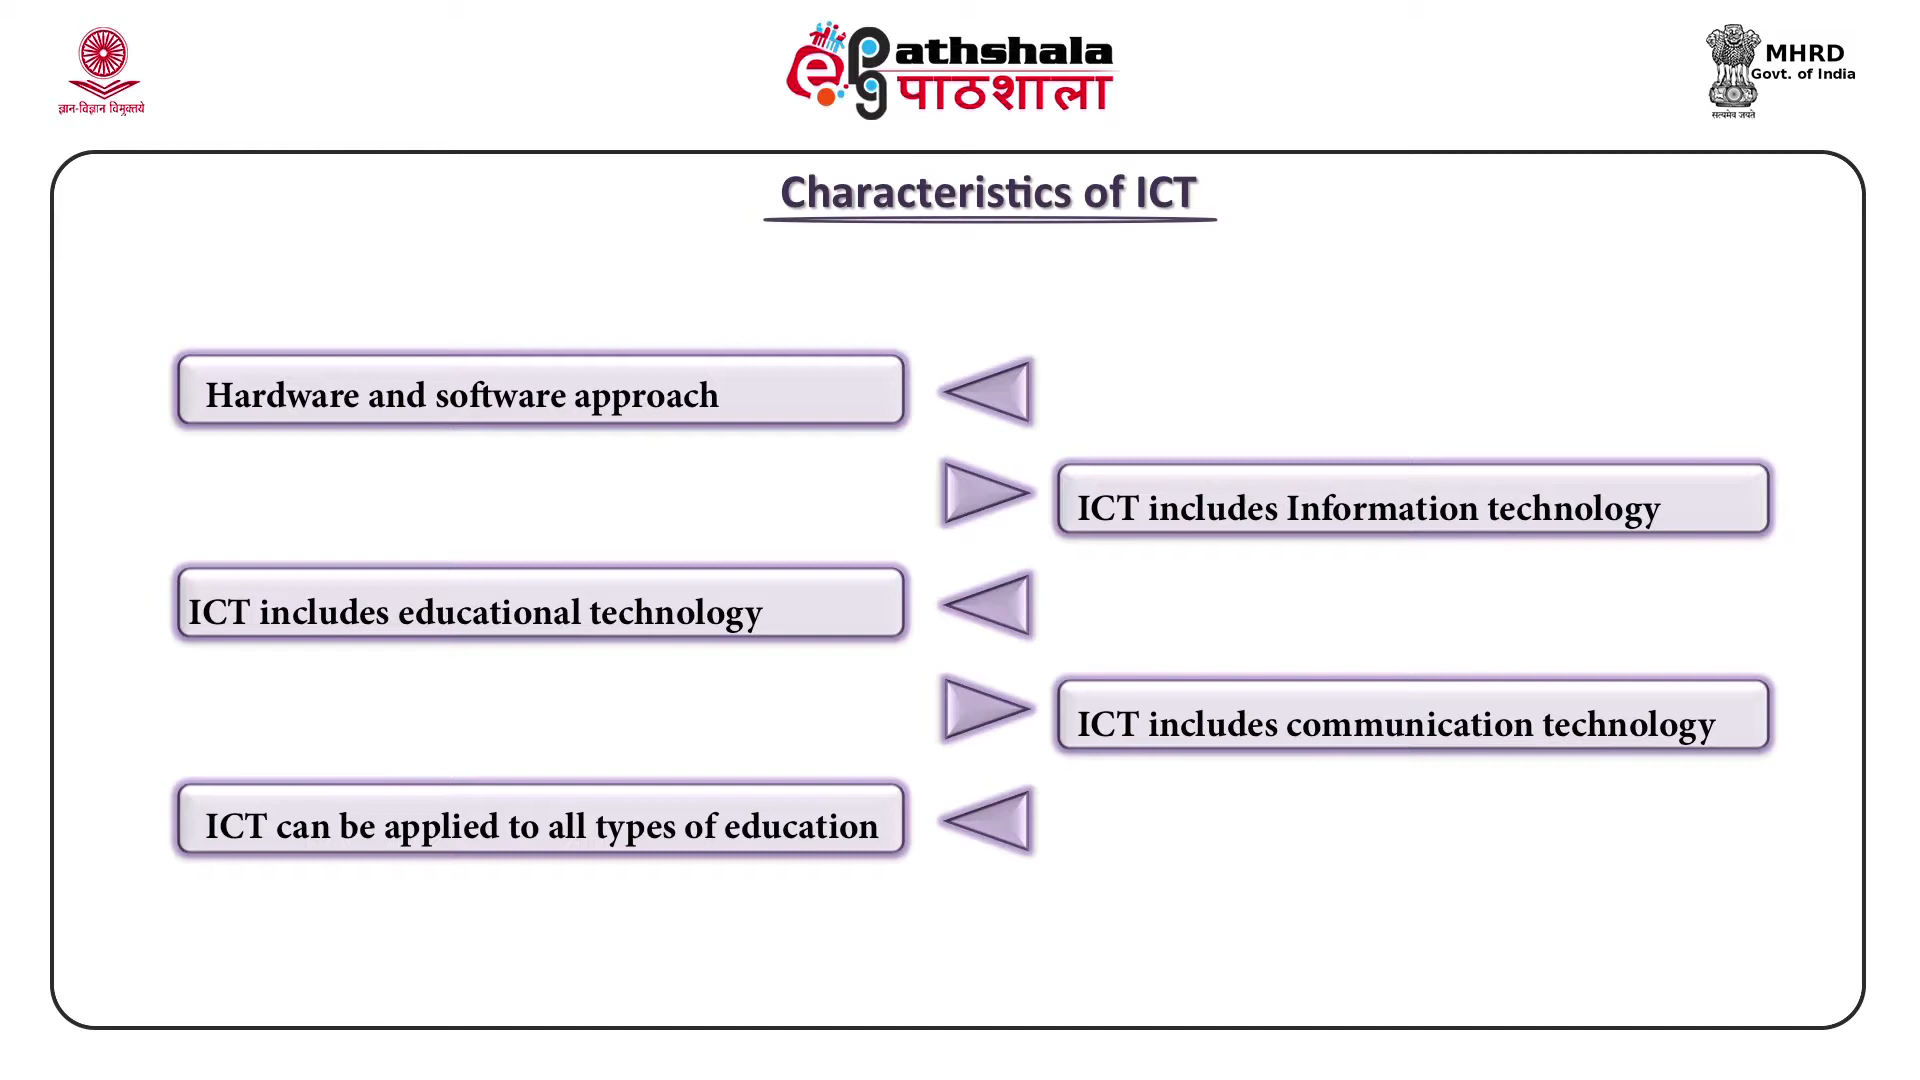 ज्ञान-विज्ञान विमुक्तये
e PG athshala
पाठशाला
MHRD
Govt. of India
सत्यमेव जयते
Characteristics of ICT
Hardware and software approach
ICT includes Information technology
ICT includes educational technology
ICT includes communication technology
ICT can be applied to all types of education